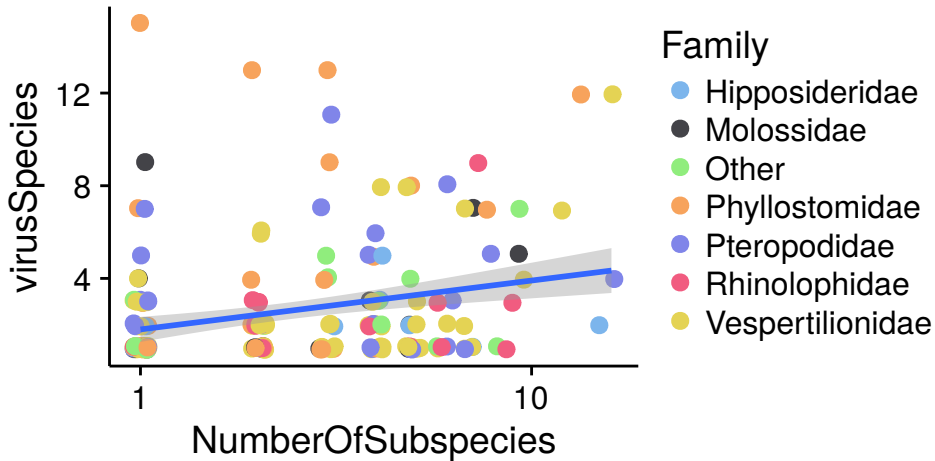 virusSpecies
12
8
4
1
10
NumberOfSubspecies
Family
Hipposideridae
Molossidae
Other
Phyllostomidae
Pteropodidae
Rhinolophidae
Vespertilionidae